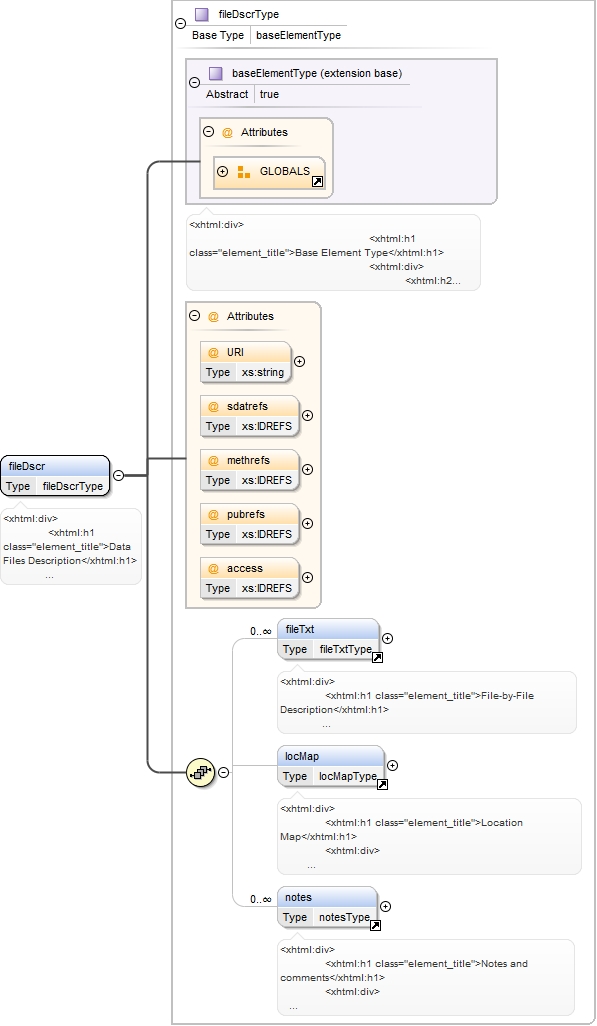 fileDscrType
Base Type baseElementType
baseElementType (extension base)
Abstract true
@ Attributes
GLOBALS
<xhtml:div>
<xhtml:h1
class="element_title">Base Element Type</xhtml:h1>
<xhtml:div>
<xhtml:h2...
@ Attributes
@ URI
Type xs:string
@ sdatrefs
Type xs:IDREFS
@ methrefs
Type xs:IDREFS
@ pubrefs
Type xs:IDREFS
@ access
Type xs:IDREFS
fileDscr
Type fileDscrType
<xhtml:div>
<xhtml:h1
class="element_title">Data
Files Description</xhtml:h1>
...
0..∞
fileTxt
Type fileTxtType
<xhtml:div>
<xhtml:h1 class="element_title">File-by-File
Description</xhtml:h1>
...
locMap
Type locMapType
<xhtml:div>
<xhtml:h1 class="element_title">Location
Map</xhtml:h1>
<xhtml:div>
...
0..∞
notes
Type notesType
<xhtml:div>
<xhtml:h1 class="element_title">Notes and
comments</xhtml:h1>
<xhtml:div>
...